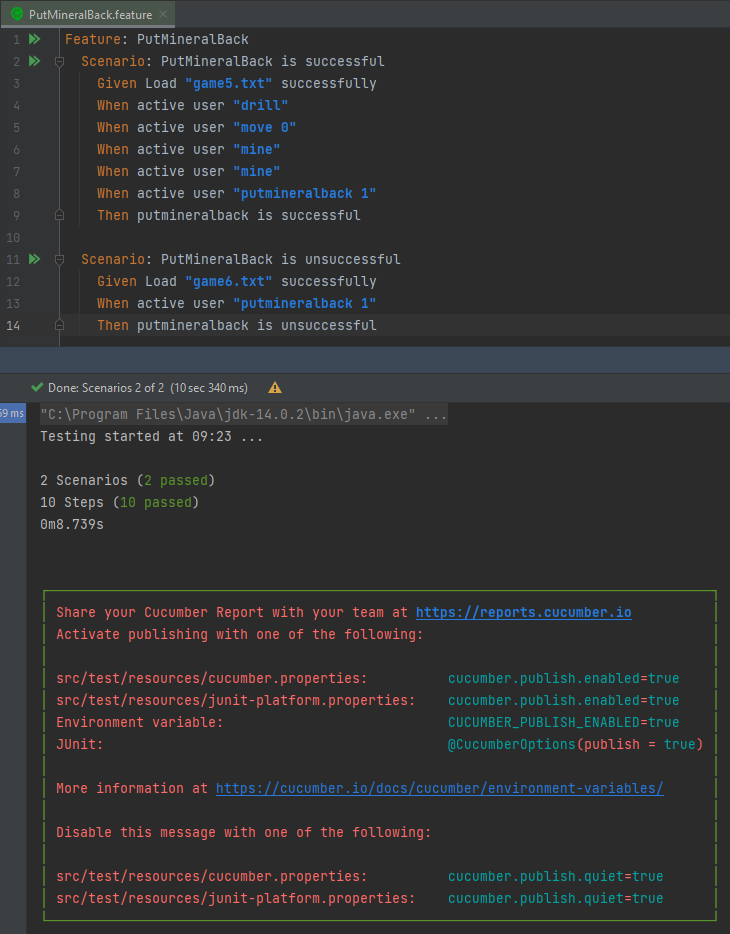 PutMineralBack.feature
1 Feature: PutMineralBack
2 Scenario: PutMineralBack is successful
3 Given Load "game5.txt" successfully
4 When active user "drill"
5 When active user "move 0"
6 When active user "mine"
7 When active user "mine"
8 When active user "putmineralback 1"
9 Then putmineralback is successful
10
11 Scenario: PutMineralBack is unsuccessful
12 Given Load "game6.txt" successfully
13 When active user "putmineralback 1"
14 Then putmineralback is unsuccessful
Done: Scenarios 2 of 2 (10 sec 340 ms)
59 ms "C:\Program Files\Java\jdk-14.0.2\bin\java.exe" ...
Testing started at 09:23 ...
2 Scenarios (2 passed)
10 Steps (10 passed)
0m8.739s
Share your Cucumber Report with your team at https://reports.cucumber.io
Activate publishing with one of the following:
src/test/resources/cucumber.properties: cucumber.publish.enabled=true
src/test/resources/junit-platform.properties: cucumber.publish.enabled=true
Environment variable: CUCUMBER_PUBLISH_ENABLED=true
JUnit: @CucumberOptions(publish = true)
More information at https://cucumber.io/docs/cucumber/environment-variables/
Disable this message with one of the following:
src/test/resources/cucumber.properties: cucumber.publish.quiet=true
src/test/resources/junit-platform.properties: cucumber.publish.quiet=true